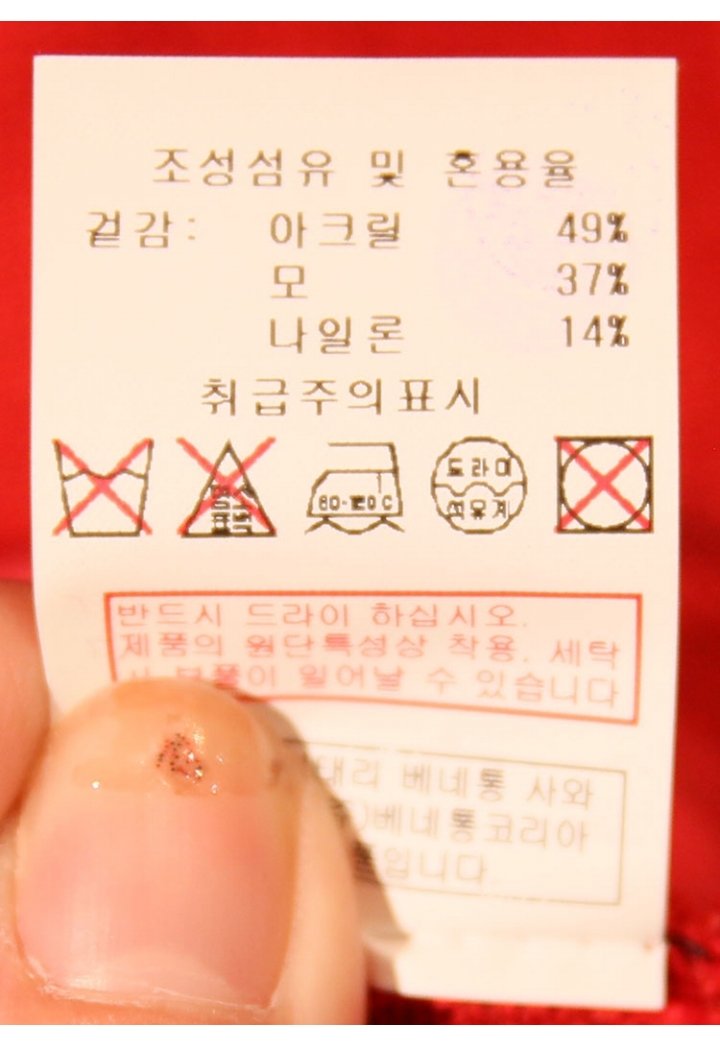 조성섬유 및 혼용율
겉감: 아크릴 49%
모 37%
나일론 14%
취급주의표시
드라이
석유계
반드시 드라이 하십시오.
제품의 원단특성상 착용. 세탁
일어날 수 있습니다
베네통 사와
베네통코리아